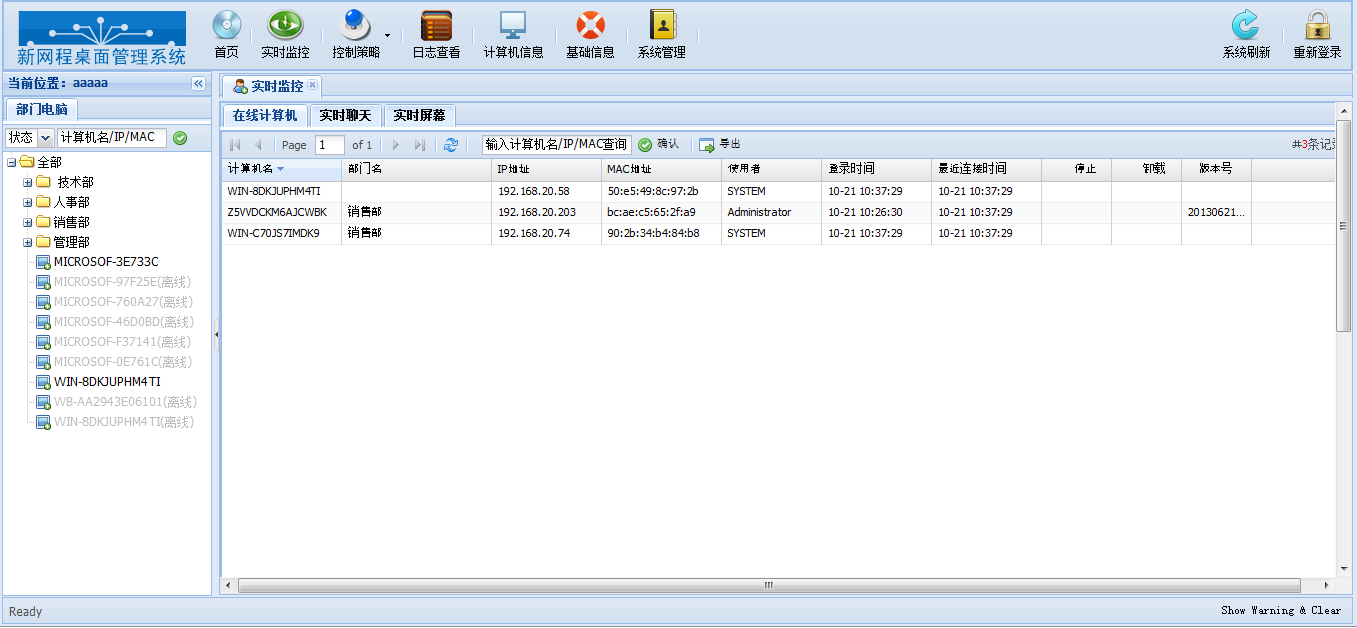 新网程桌面管理系统
首页 实时监控 控制策略 日志查看 计算机信息 基础信息 系统管理 系统刷新 重新登录
当前位置：aaaaa
部门电脑
状态 计算机名/IP/MAC
全部
技术部
人事部
销售部
管理部
MICROSOF-3E733C
MICROSOF-97F25E(离线)
MICROSOF-760A27(离线)
MICROSOF-46D0BD(离线)
MICROSOF-F37141(离线)
MICROSOF-0E761C(离线)
WIN-8DKJUPHM4TI
WB-AA2943E06101(离线)
WIN-8DKJUPHM4TI(离线)
实时监控
在线计算机 实时聊天 实时屏幕
Page 1 of 1 输入计算机名/IP/MAC查询 确认 导出 共3条记
计算机名 部门名 IP地址 MAC地址 使用者 登录时间 最近连接时间 停止 卸载 版本号
WIN-8DKJUPHM4TI 192.168.20.58 50:e5:49:8c:97:2b SYSTEM 10-21 10:37:29 10-21 10:37:29
Z5WDCKM6AJCWBK 销售部 192.168.20.203 bc:ae:c5:65:2f:a9 Administrator 10-21 10:26:30 10-21 10:37:29 20130621...
WIN-C70JS7IMDK9 销售部 192.168.20.74 90:2b:34:b4:84:b8 SYSTEM 10-21 10:37:29 10-21 10:37:29
Ready Show Warning & Clear